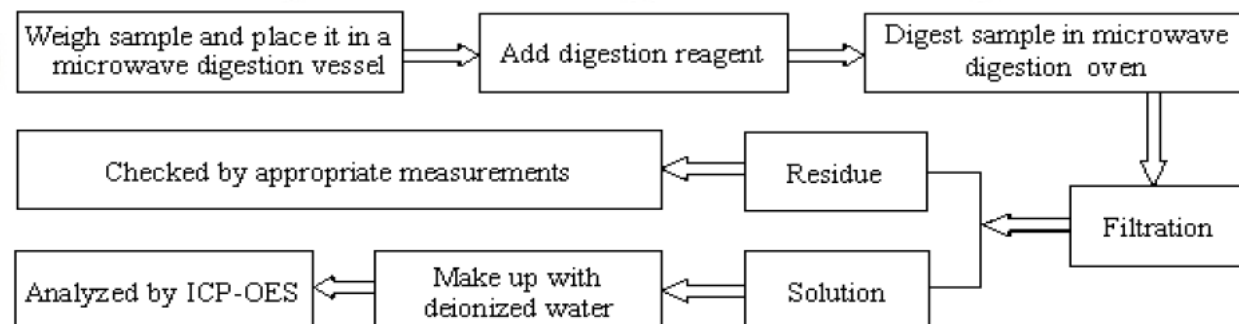 Weigh sample and place it in a
microwave digestion vessel
Add digestion reagent
Digest sample in microwave
digestion oven
Filtration
Residue
Checked by appropriate measurements
Solution
Make up with
deionized water
Analyzed by ICP-OES